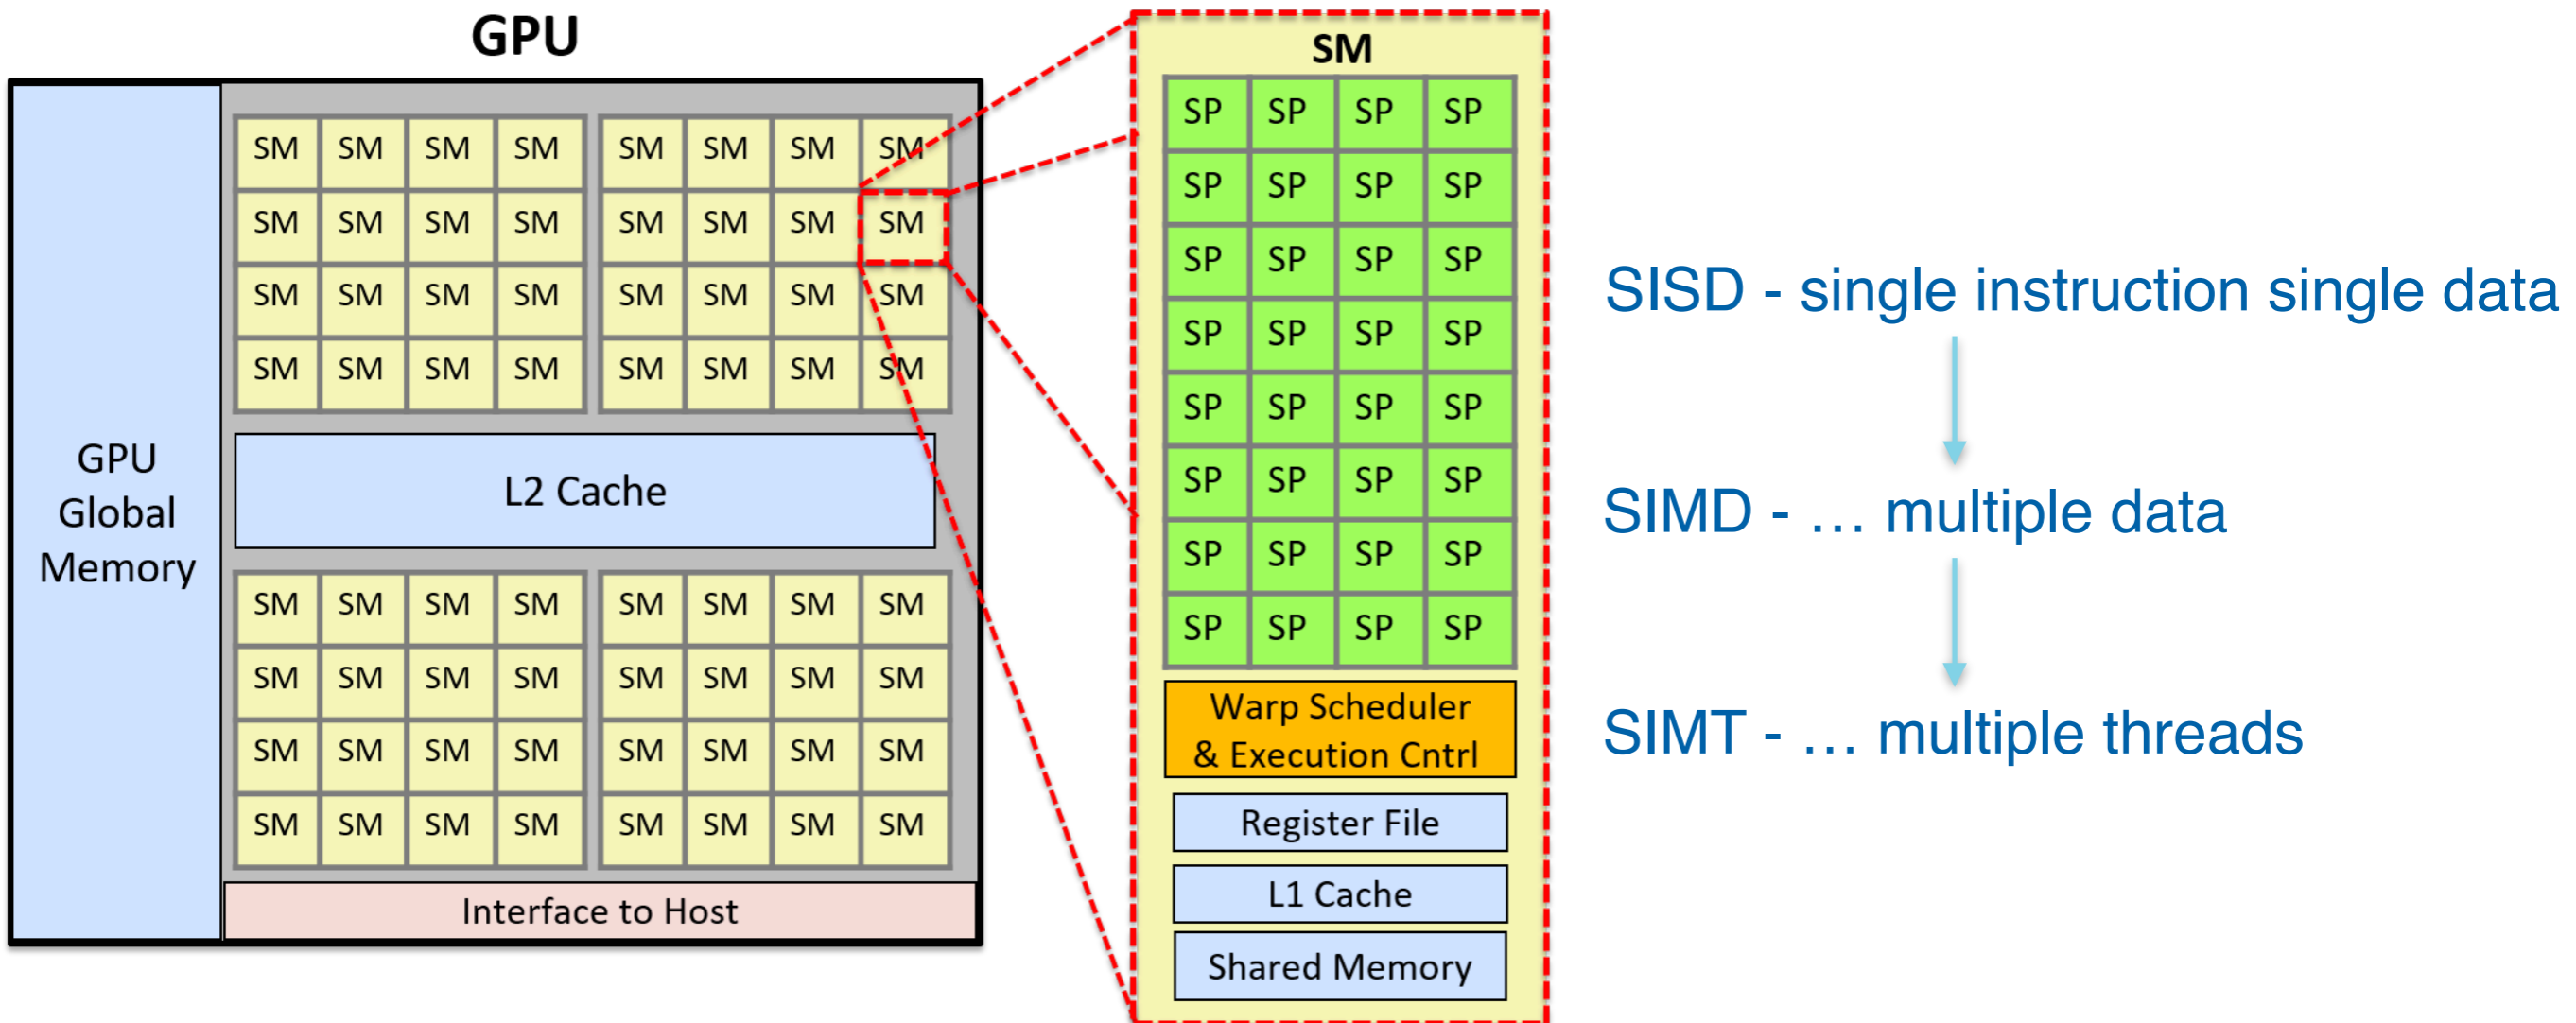 GPU
SM SM SM SM SM SM SM SM
SM SM SM SM SM SM SM SM
SM SM SM SM SM SM SM SM
SM SM SM SM SM SM SM SM
GPU
Global
Memory
L2 Cache
SM SM SM SM SM SM SM SM
SM SM SM SM SM SM SM SM
SM SM SM SM SM SM SM SM
SM SM SM SM SM SM SM SM
Interface to Host
SM
SP SP SP SP
SP SP SP SP
SP SP SP SP
SP SP SP SP
SP SP SP SP
SP SP SP SP
SP SP SP SP
SP SP SP SP
Warp Scheduler
& Execution Cntrl
Register File
L1 Cache
Shared Memory
SISD - single instruction single data
SIMD - … multiple data
SIMT - … multiple threads